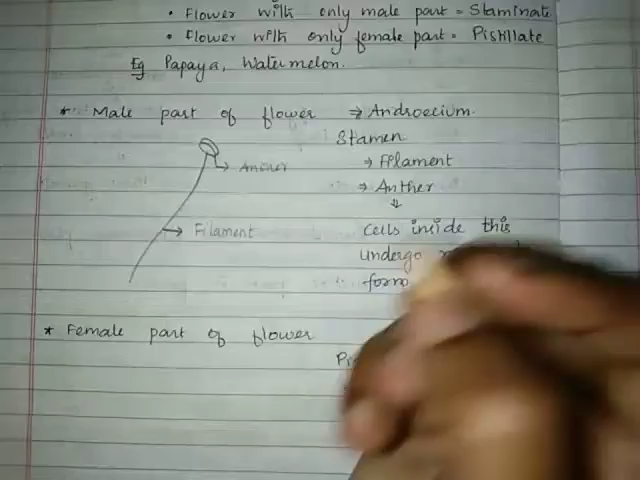 • Flower with only male part = Staminate
• Flower with only female part = Pistillate
Eg Papaya, Watermelon.
* Male part of flower → Androecium.
Stamen
→ Filament
Anther
→ Anther
↓
→ Filament
Cells inside this
undergo
form
* Female part of flower